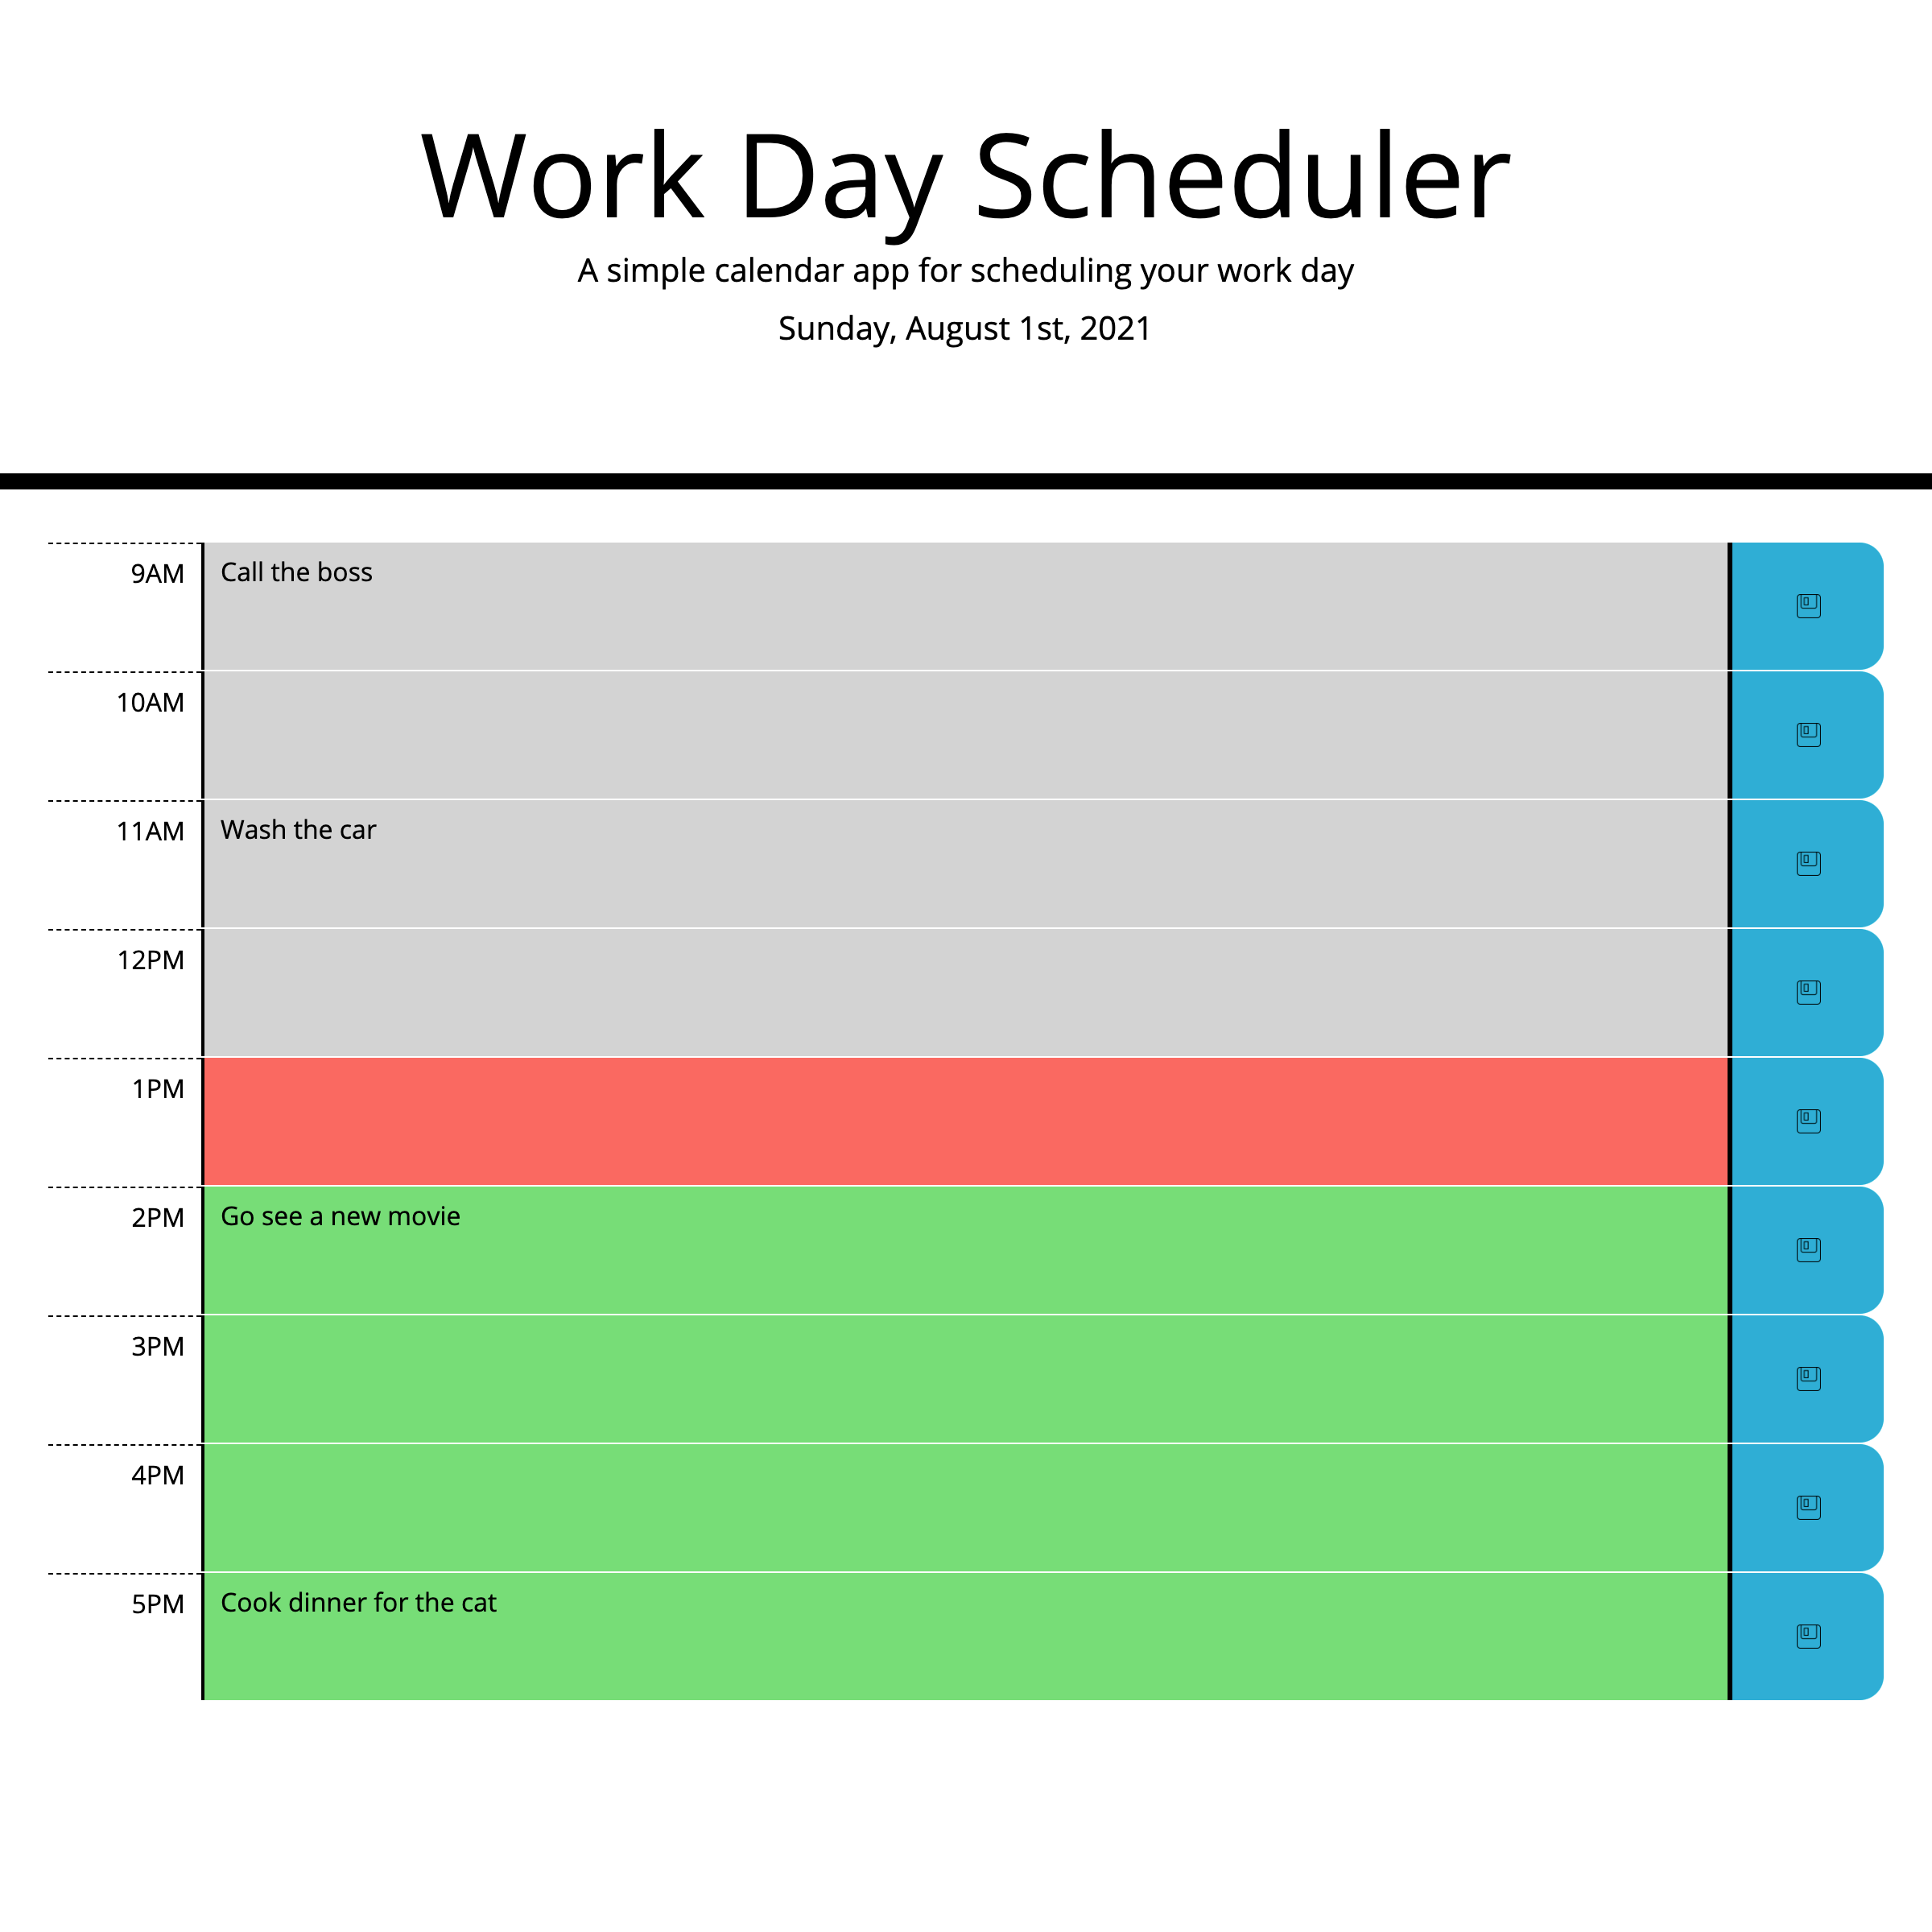 Work Day Scheduler
A simple calendar app for scheduling your work day
Sunday, August 1st, 2021
9AM Call the boss
10AM
11AM Wash the car
12PM
1PM
2PM Go see a new movie
3PM
4PM
5PM Cook dinner for the cat